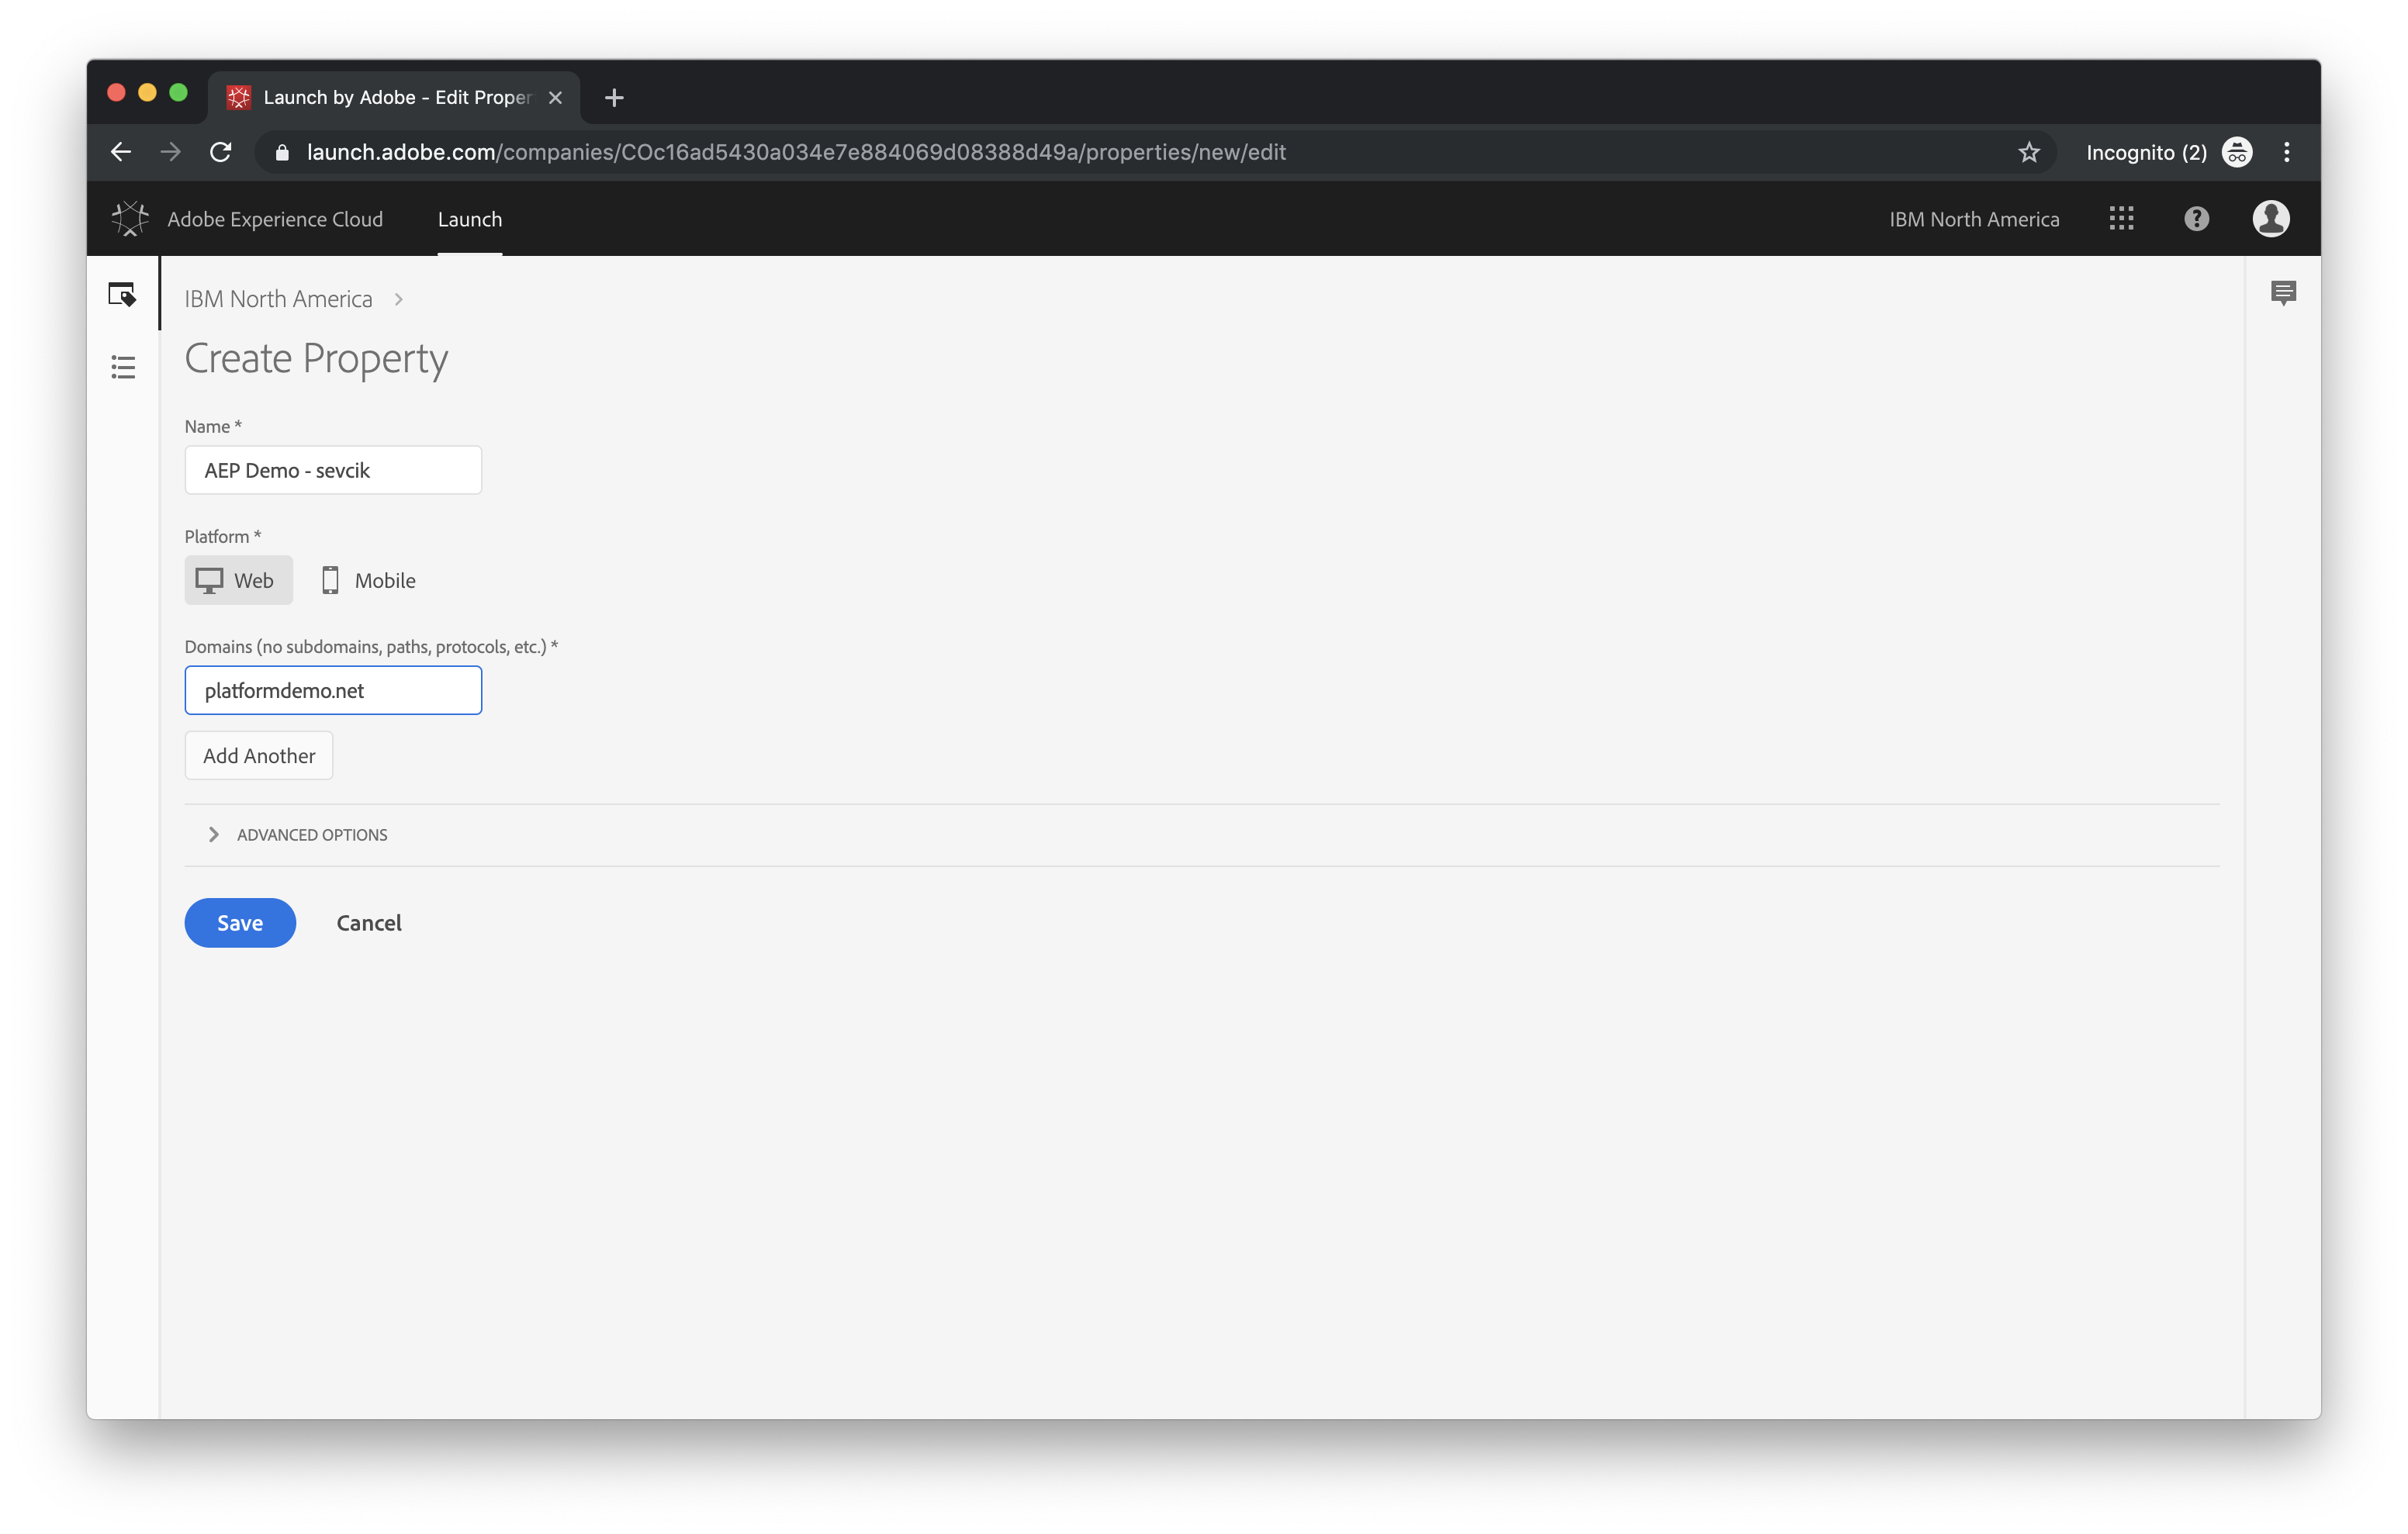 Launch by Adobe - Edit Proper
launch.adobe.com/companies/COc16ad5430a034e7e884069d08388d49a/properties/new/edit
Incognito (2)
Adobe Experience Cloud
Launch
IBM North America
IBM North America
Create Property
Name *
AEP Demo - sevcik
Platform *
Web
Mobile
Domains (no subdomains, paths, protocols, etc.) *
platformdemo.net
Add Another
ADVANCED OPTIONS
Save
Cancel